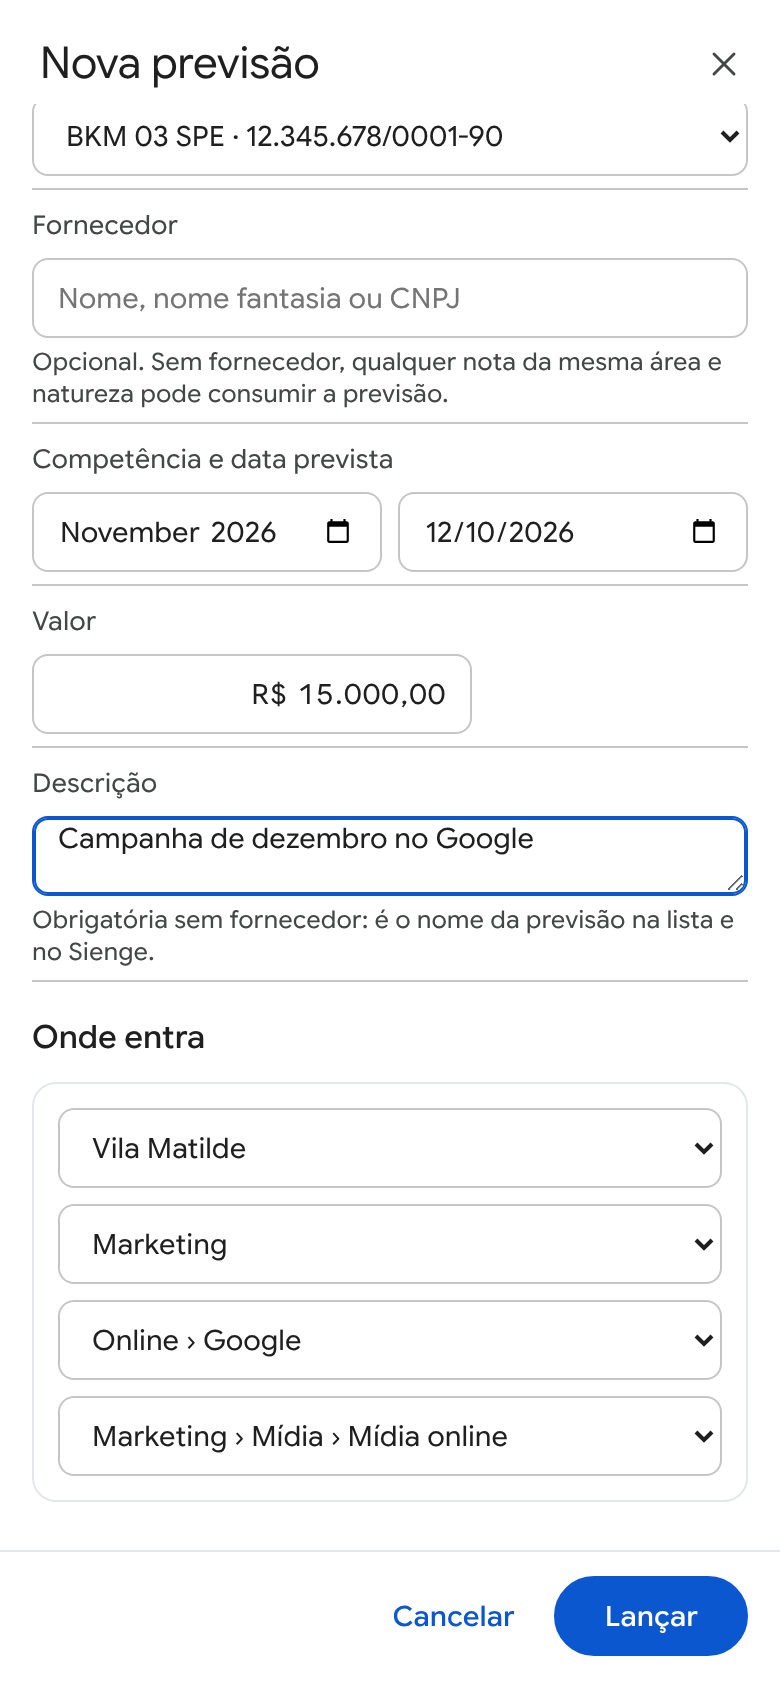 Nova previsão
BKM 03 SPE · 12.345.678/0001-90
Fornecedor
Nome, nome fantasia ou CNPJ
Opcional. Sem fornecedor, qualquer nota da mesma área e
natureza pode consumir a previsão.
Competência e data prevista
November 2026
12/10/2026
Valor
R$ 15.000,00
Descrição
Campanha de dezembro no Google
Obrigatória sem fornecedor: é o nome da previsão na lista e
no Sienge.
Onde entra
Vila Matilde
Marketing
Online › Google
Marketing › Mídia › Mídia online
Cancelar
Lançar